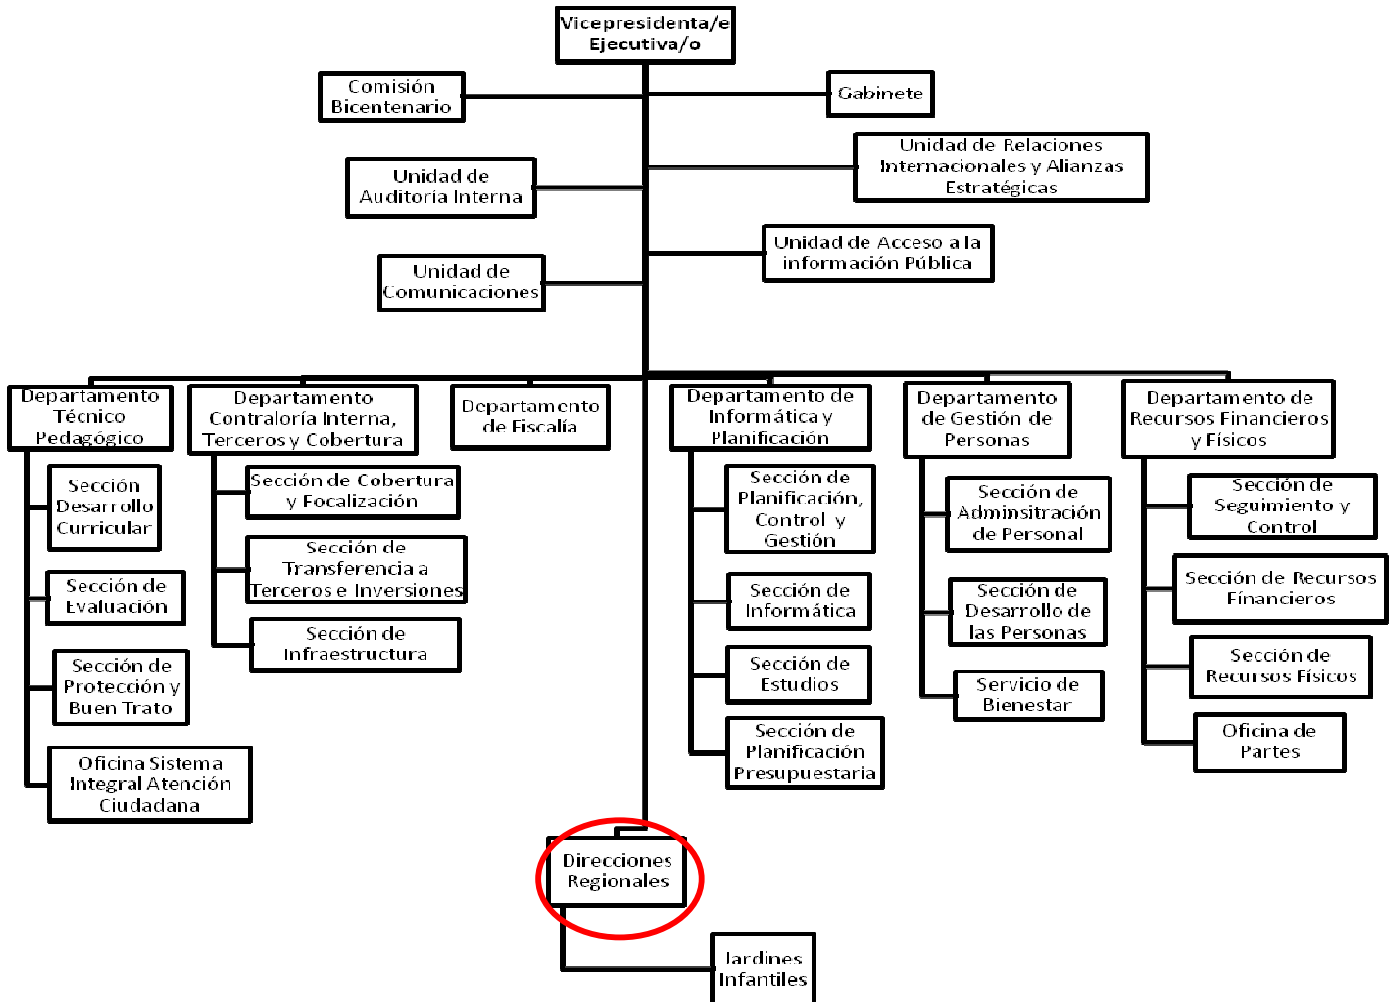 Vicepresidenta/e
Ejecutiva/o
Comisión
Bicentenario
Gabinete
Unidad de Relaciones
Internacionales y Alianzas
Estratégicas
Unidad de
Auditoría Interna
Unidad de Acceso a la
información Pública
Unidad de
Comunicaciones
Departamento
Técnico
Pedagógico
Departamento
Contraloría Interna,
Terceros y Cobertura
Departamento
de Fiscalía
Departamento de
Informática y
Planificación
Departamento
de Gestión de
Personas
Departamento de
Recursos Financieros
y Físicos
Sección
Desarrollo
Curricular
Sección de
Evaluación
Sección de
Protección y
Buen Trato
Oficina Sistema
Integral Atención
Ciudadana
Sección de Cobertura
y Focalización
Sección de
Transferencia a
Terceros e Inversiones
Sección de
Infraestructura
Sección de
Planificación,
Control y
Gestión
Sección de
Informática
Sección de
Estudios
Sección de
Planificación
Presupuestaria
Sección de
Adminsitración
de Personal
Sección de
Desarrollo de
las Personas
Servicio de
Bienestar
Sección de
Seguimiento y
Control
Sección de Recursos
Fínancieros
Sección de
Recursos Físicos
Oficina de
Partes
Direcciones
Regionales
Jardines
Infantiles